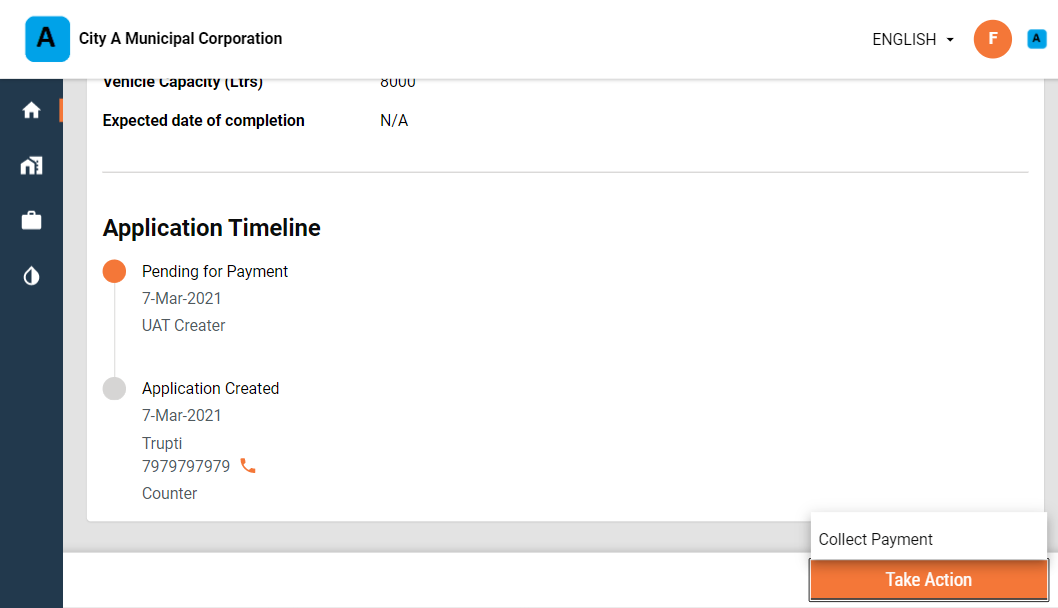 A
City A Municipal Corporation
ENGLISH
F
A
Vehicle Capacity (Ltrs)
8000
Expected date of completion
N/A
Application Timeline
Pending for Payment
7-Mar-2021
UAT Creater
Application Created
7-Mar-2021
Trupti
7979797979
Counter
Collect Payment
Take Action